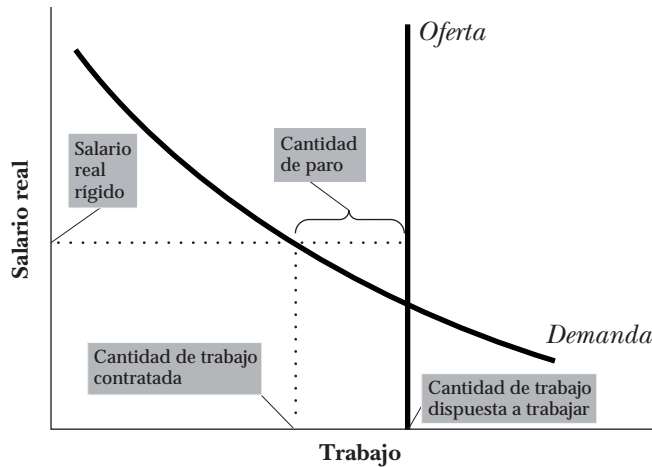 Oferta
Cantidad
de paro
Salario
real
rígido
Salario real
Demanda
Cantidad de trabajo
contratada
Cantidad de trabajo
dispuesta a trabajar
Trabajo